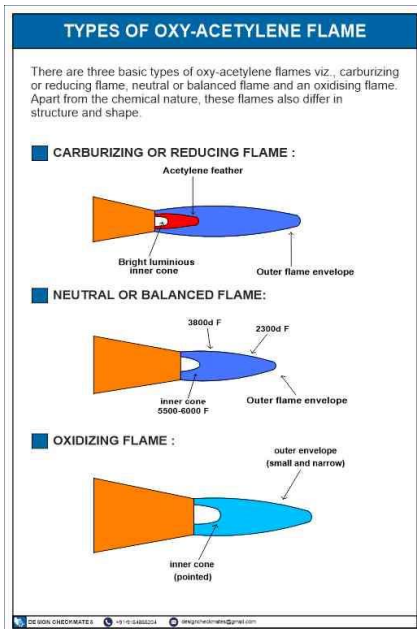 TYPES OF OXY-ACETYLENE FLAME
There are three basic types of oxy-acetylene flames viz., carburizing
or reducing flame, neutral or balanced flame and an oxidising flame.
Apart from the chemical nature, these flames also differ in
structure and shape.
CARBURIZING OR REDUCING FLAME :
Acetylene feather
Bright luminious
inner cone
Outer flame envelope
NEUTRAL OR BALANCED FLAME:
3800d F
2300d F
inner cone
5500-6000 F
Outer flame envelope
OXIDIZING FLAME :
outer envelope
(small and narrow)
inner cone
(pointed)
DESIGN CHECKMATES
designcheckmates@gmail.com